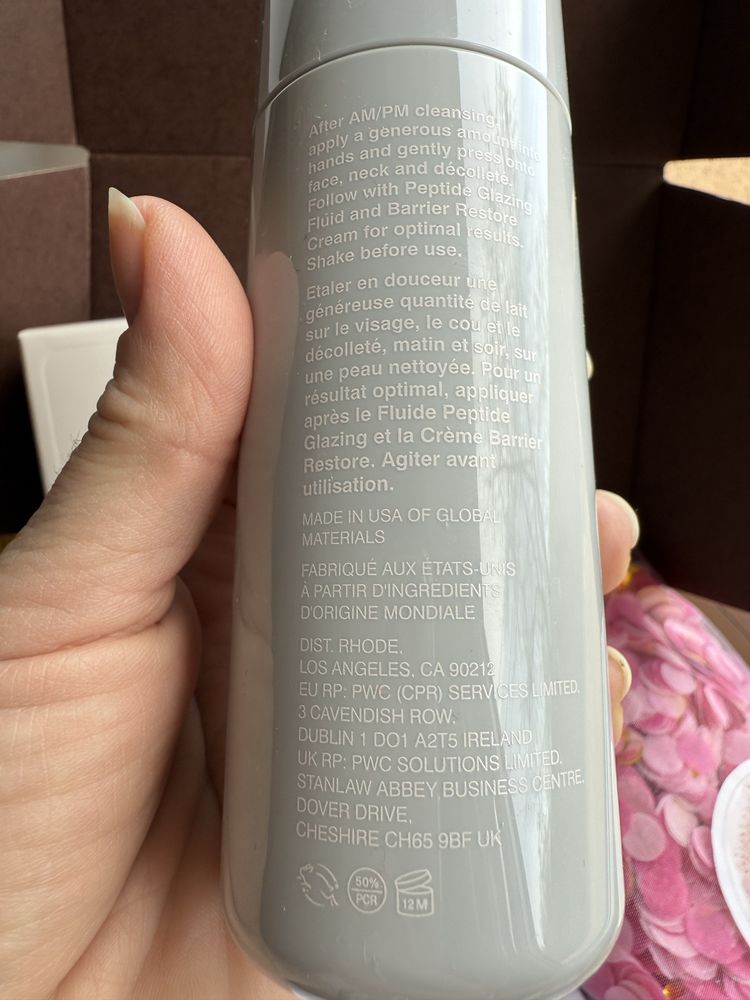 After AM/PM cleansing,
apply a generous amount into
hands and gently press onto
face, neck and décolleté.
Follow with Peptide Glazing
Fluid and Barrier Restore
Cream for optimal results.
Shake before use.
Etaler en douceur une
généreuse quantité de lait
sur le visage, le cou et le
décolleté, matin et soir, sur
une peau nettoyée. Pour un
résultat optimal, appliquer
après le Fluide Peptide
Glazing et la Crème Barrier
Restore. Agiter avant
utilisation.
MADE IN USA OF GLOBAL
MATERIALS
FABRIQUÉ AUX ÉTATS-UNIS
À PARTIR D'INGREDIENTS
D'ORIGINE MONDIALE
DIST. RHODE,
LOS ANGELES, CA 90212
EU RP: PWC (CPR) SERVICES LIMITED.
3 CAVENDISH ROW,
DUBLIN 1 DO1 A2T5 IRELAND
UK RP: PWC SOLUTIONS LIMITED.
STANLAW ABBEY BUSINESS CENTRE.
DOVER DRIVE,
CHESHIRE CH65 9BF UK
50%
PCR
12 M